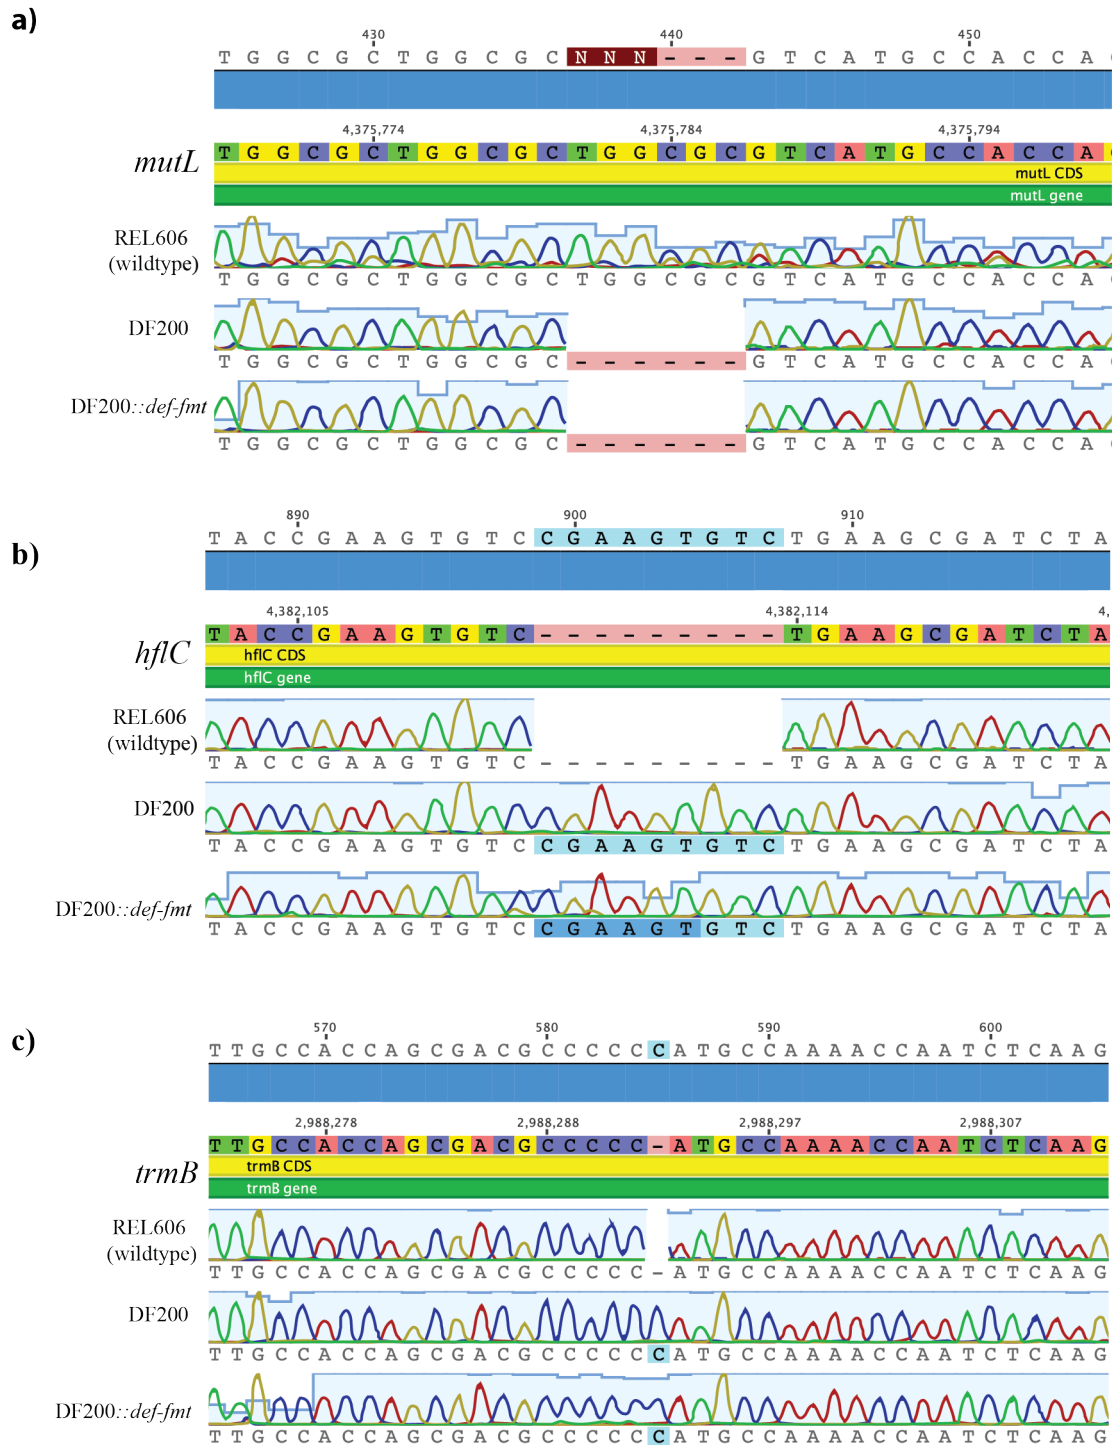 a)
430 440 450
T G G C G C T G G C G C N N N - - - G T C A T G C C A C C A
4,375,774 4,375,784 4,375,794
mutL
T G G C G C T G G C G C T G G C G C G T C A T G C C A C C A
mutL CDS
mutL gene
REL606
(wildtype)
T G G C G C T G G C G C T G G C G C G T C A T G C C A C C A
DF200
T G G C G C T G G C G C - - - - - - G T C A T G C C A C C A
DF200::def-fmt
T G G C G C T G G C G C - - - - - - G T C A T G C C A C C A
b)
890 900 910
T A C C G A A G T G T C C G A A G T G T C T G A A G C G A T C T A
4,382,105 4,382,114 4,
hflC
T A C C G A A G T G T C - - - - - - - - - T G A A G C G A T C T A
hflC CDS
hflC gene
REL606
(wildtype)
T A C C G A A G T G T C - - - - - - - - - T G A A G C G A T C T A
DF200
T A C C G A A G T G T C C G A A G T G T C T G A A G C G A T C T A
DF200::def-fmt
T A C C G A A G T G T C C G A A G T G T C T G A A G C G A T C T A
c)
570 580 590 600
T T G C C A C C A G C G A C G C C C C C C A T G C C A A A A C C A A T C T C A A G
2,988,278 2,988,288 2,988,297 2,988,307
trmB
T T G C C A C C A G C G A C G C C C C C - A T G C C A A A A C C A A T C T C A A G
trmB CDS
trmB gene
REL606
(wildtype)
T T G C C A C C A G C G A C G C C C C C - A T G C C A A A A C C A A T C T C A A G
DF200
T T G C C A C C A G C G A C G C C C C C C A T G C C A A A A C C A A T C T C A A G
DF200::def-fmt
T T G C C A C C A G C G A C G C C C C C C A T G C C A A A A C C A A T C T C A A G